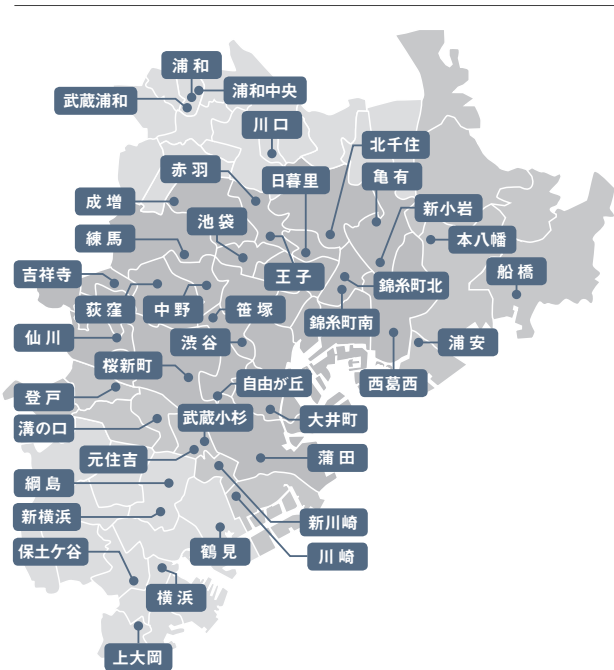 浦和
浦和中央
武蔵浦和
川口
北千住
赤羽
日暮里
亀有
成増
池袋
新小岩
練馬
本八幡
吉祥寺
王子
船橋
荻窪
中野
笹塚
錦糸町北
錦糸町南
仙川
渋谷
浦安
桜新町
自由が丘
西葛西
登戸
武蔵小杉
大井町
溝の口
元住吉
蒲田
綱島
新横浜
新川崎
保土ケ谷
鶴見
川崎
横浜
上大岡